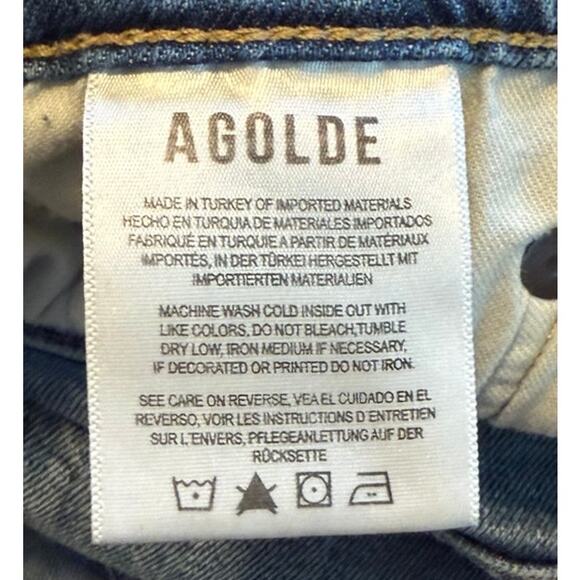 AGOLDE
MADE IN TURKEY OF IMPORTED MATERIALS
HECHO EN TURQUIA DE MATERIALES IMPORTADOS
FABRIQUÉ EN TURQUIE A PARTIR DE MATÉRIAUX
IMPORTÉS, IN DER TÜRKEI HERGESTELLT MIT
IMPORTIERTEN MATERIALIEN
MACHINE WASH COLD INSIDE OUT WITH
LIKE COLORS, DO NOT BLEACH,TUMBLE
DRY LOW, IRON MEDIUM IF NECESSARY,
IF DECORATED OR PRINTED DO NOT IRON.
SEE CARE ON REVERSE, VEA EL CUIDADO EN EL
REVERSO, VOIR LES INSTRUCTIONS D'ENTRETIEN
SUR L'ENVERS, PFLEGEANLETTUNG AUF DER
RÜCKSETTE